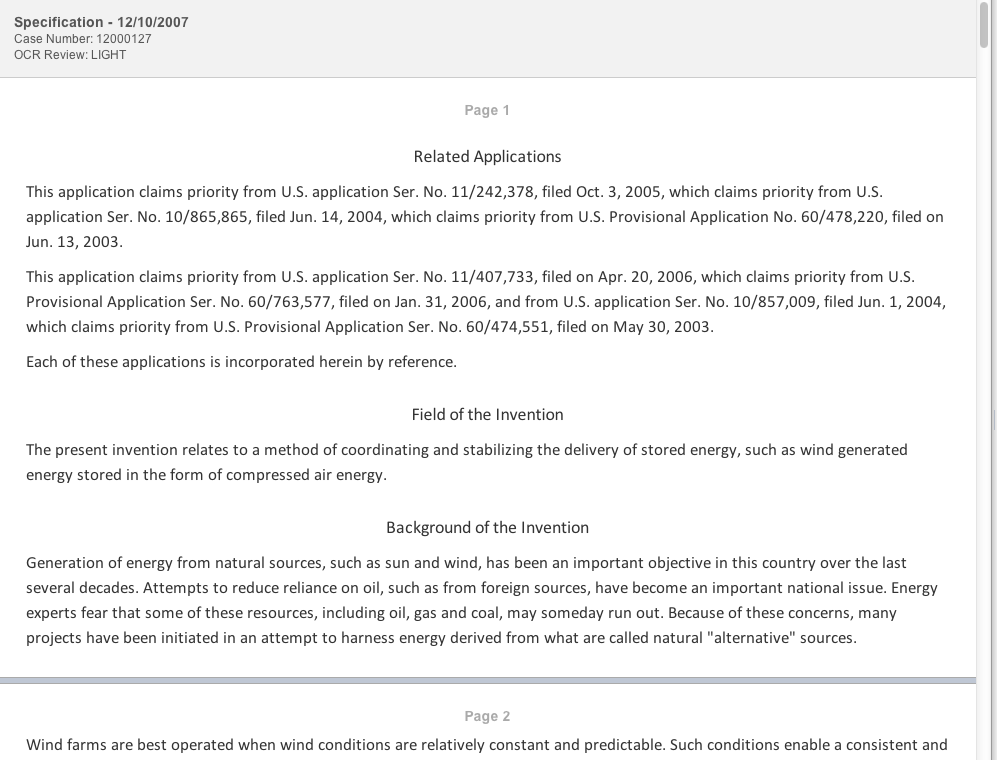 Specification - 12/10/2007
Case Number: 12000127
OCR Review: LIGHT
Page 1
Related Applications
This application claims priority from U.S. application Ser. No. 11/242,378, filed Oct. 3, 2005, which claims priority from U.S.
application Ser. No. 10/865,865, filed Jun. 14, 2004, which claims priority from U.S. Provisional Application No. 60/478,220, filed on
Jun. 13, 2003.
This application claims priority from U.S. application Ser. No. 11/407,733, filed on Apr. 20, 2006, which claims priority from U.S.
Provisional Application Ser. No. 60/763,577, filed on Jan. 31, 2006, and from U.S. application Ser. No. 10/857,009, filed Jun. 1, 2004,
which claims priority from U.S. Provisional Application Ser. No. 60/474,551, filed on May 30, 2003.
Each of these applications is incorporated herein by reference.
Field of the Invention
The present invention relates to a method of coordinating and stabilizing the delivery of stored energy, such as wind generated
energy stored in the form of compressed air energy.
Background of the Invention
Generation of energy from natural sources, such as sun and wind, has been an important objective in this country over the last
several decades. Attempts to reduce reliance on oil, such as from foreign sources, have become an important national issue. Energy
experts fear that some of these resources, including oil, gas and coal, may someday run out. Because of these concerns, many
projects have been initiated in an attempt to harness energy derived from what are called natural "alternative" sources.
Page 2
Wind farms are best operated when wind conditions are relatively constant and predictable. Such conditions enable a consistent and